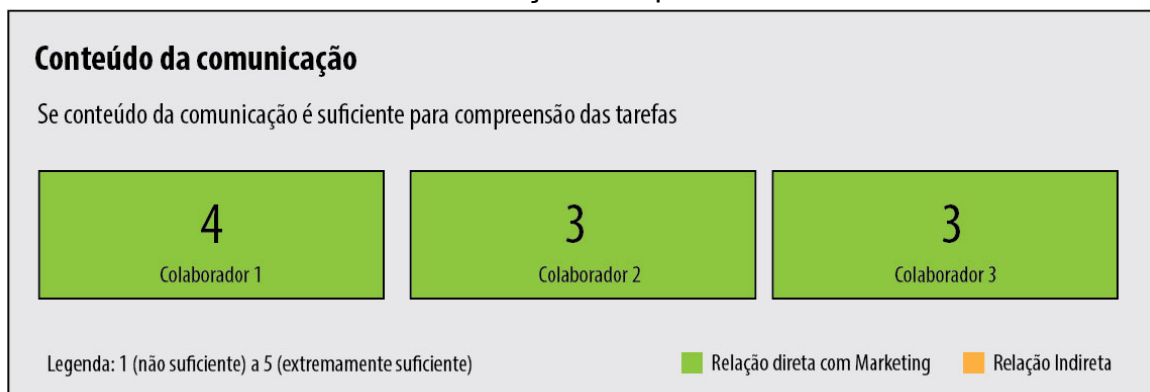 Conteúdo da comunicação
Se conteúdo da comunicação é suficiente para compreensão das tarefas
4
Colaborador 1
3
Colaborador 2
3
Colaborador 3
Legenda: 1 (não suficiente) a 5 (extremamente suficiente)
Relação direta com Marketing
Relação Indireta